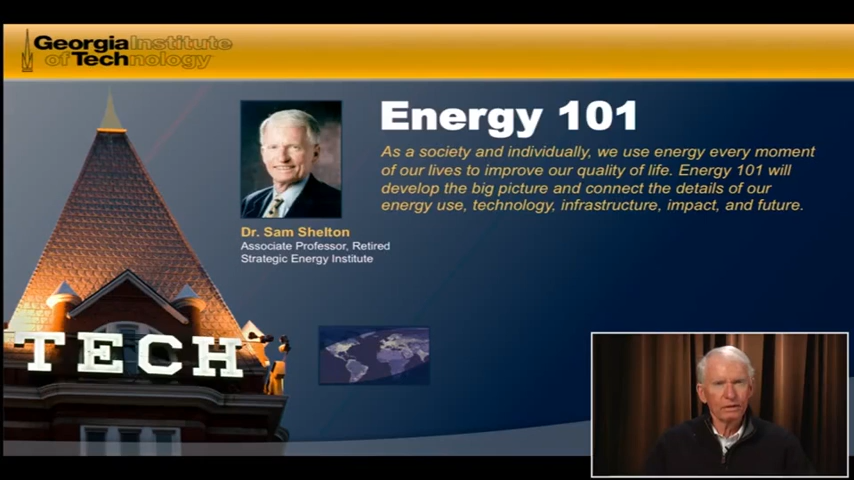 Georgia Institute
of Technology
Energy 101
As a society and individually, we use energy every moment
of our lives to improve our quality of life. Energy 101 will
develop the big picture and connect the details of our
energy use, technology, infrastructure, impact, and future.
Dr. Sam Shelton
Associate Professor, Retired
Strategic Energy Institute
TECH